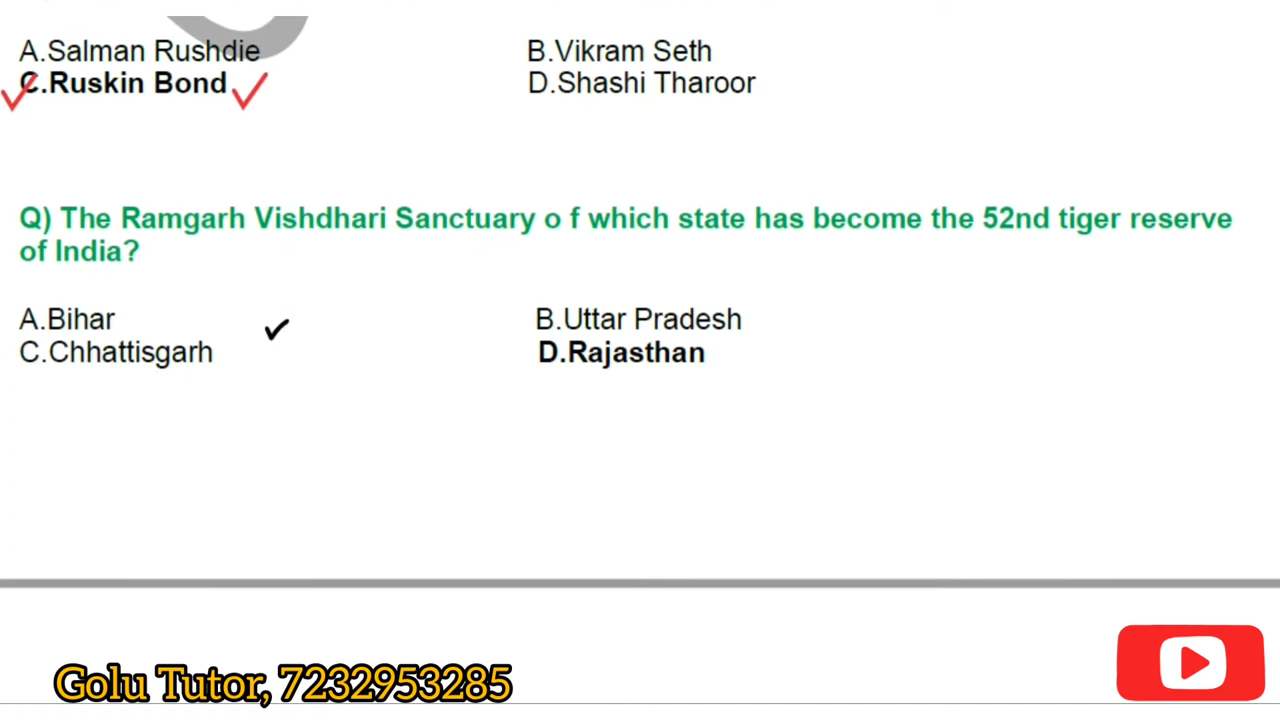 A.Salman Rushdie B.Vikram Seth
C.Ruskin Bond D.Shashi Tharoor
Q) The Ramgarh Vishdhari Sanctuary o f which state has become the 52nd tiger reserve
of India?
A.Bihar B.Uttar Pradesh
C.Chhattisgarh D.Rajasthan
Golu Tutor, 7232953285